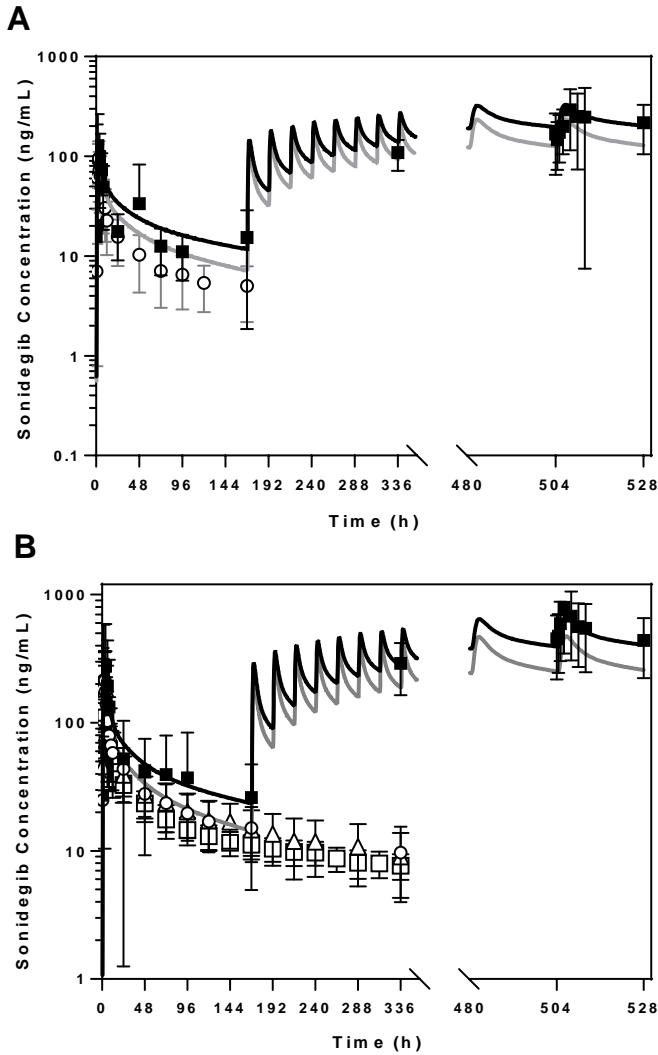 A
Sonidegib Concentration (ng/mL)
1000
100
10
1
0.1
0 48 96 144 192 240 288 336 480 504 528
Time (h)
B
Sonidegib Concentration (ng/mL)
1000
100
10
1
0 48 96 144 192 240 288 336 480 504 528
Time (h)